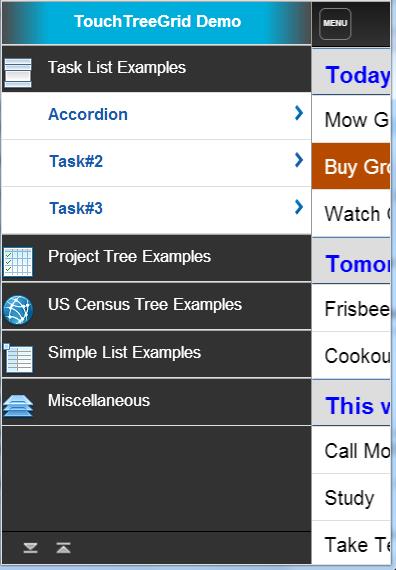 TouchTreeGrid Demo
Task List Examples
Accordion
Task#2
Task#3
Project Tree Examples
US Census Tree Examples
Simple List Examples
Miscellaneous
MENU
Today
Mow G
Buy Gro
Watch
Tomor
Frisbee
Cookou
This
Call Mo
Study
Take Te